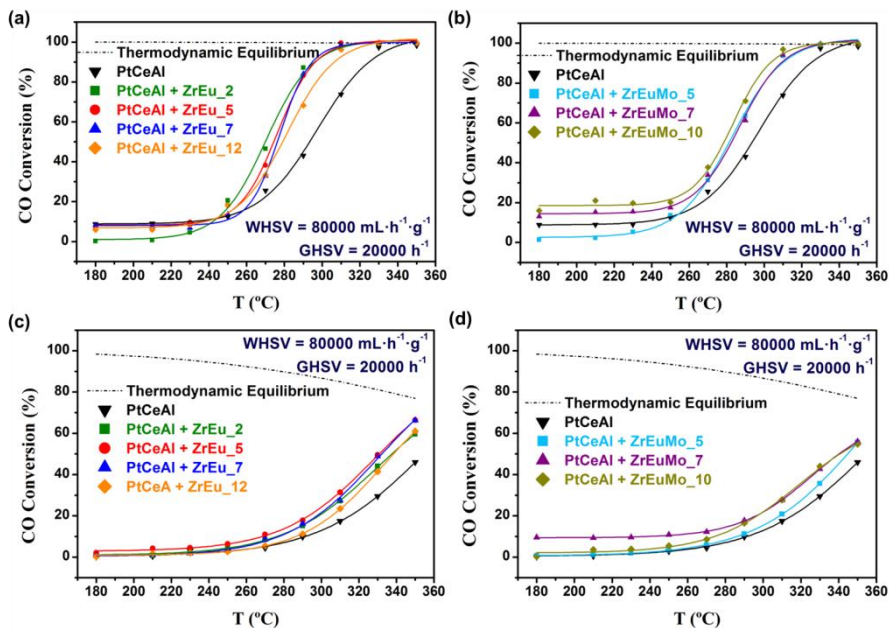 (a)
CO Conversion (%)
100
80
60
40
20
0
Thermodynamic Equilibrium
PtCeAl
PtCeAl + ZrEu_2
PtCeAl + ZrEu_5
PtCeAl + ZrEu_7
PtCeAl + ZrEu_12
WHSV = 80000 mL·h⁻¹·g⁻¹
GHSV = 20000 h⁻¹
180 200 220 240 260 280 300 320 340 360
T (ºC)
(b)
CO Conversion (%)
100
80
60
40
20
0
Thermodynamic Equilibrium
PtCeAl
PtCeAl + ZrEuMo_5
PtCeAl + ZrEuMo_7
PtCeAl + ZrEuMo_10
WHSV = 80000 mL·h⁻¹·g⁻¹
GHSV = 20000 h⁻¹
180 200 220 240 260 280 300 320 340 360
T (ºC)
(c)
CO Conversion (%)
100
80
60
40
20
0
WHSV = 80000 mL·h⁻¹·g⁻¹
GHSV = 20000 h⁻¹
Thermodynamic Equilibrium
PtCeAl
PtCeAl + ZrEu_2
PtCeAl + ZrEu_5
PtCeAl + ZrEu_7
PtCeA + ZrEu_12
180 200 220 240 260 280 300 320 340 360
T (ºC)
(d)
CO Conversion (%)
100
80
60
40
20
0
WHSV = 80000 mL·h⁻¹·g⁻¹
GHSV = 20000 h⁻¹
Thermodynamic Equilibrium
PtCeAl
PtCeAl + ZrEuMo_5
PtCeAl + ZrEuMo_7
PtCeAl + ZrEuMo_10
180 200 220 240 260 280 300 320 340 360
T (ºC)